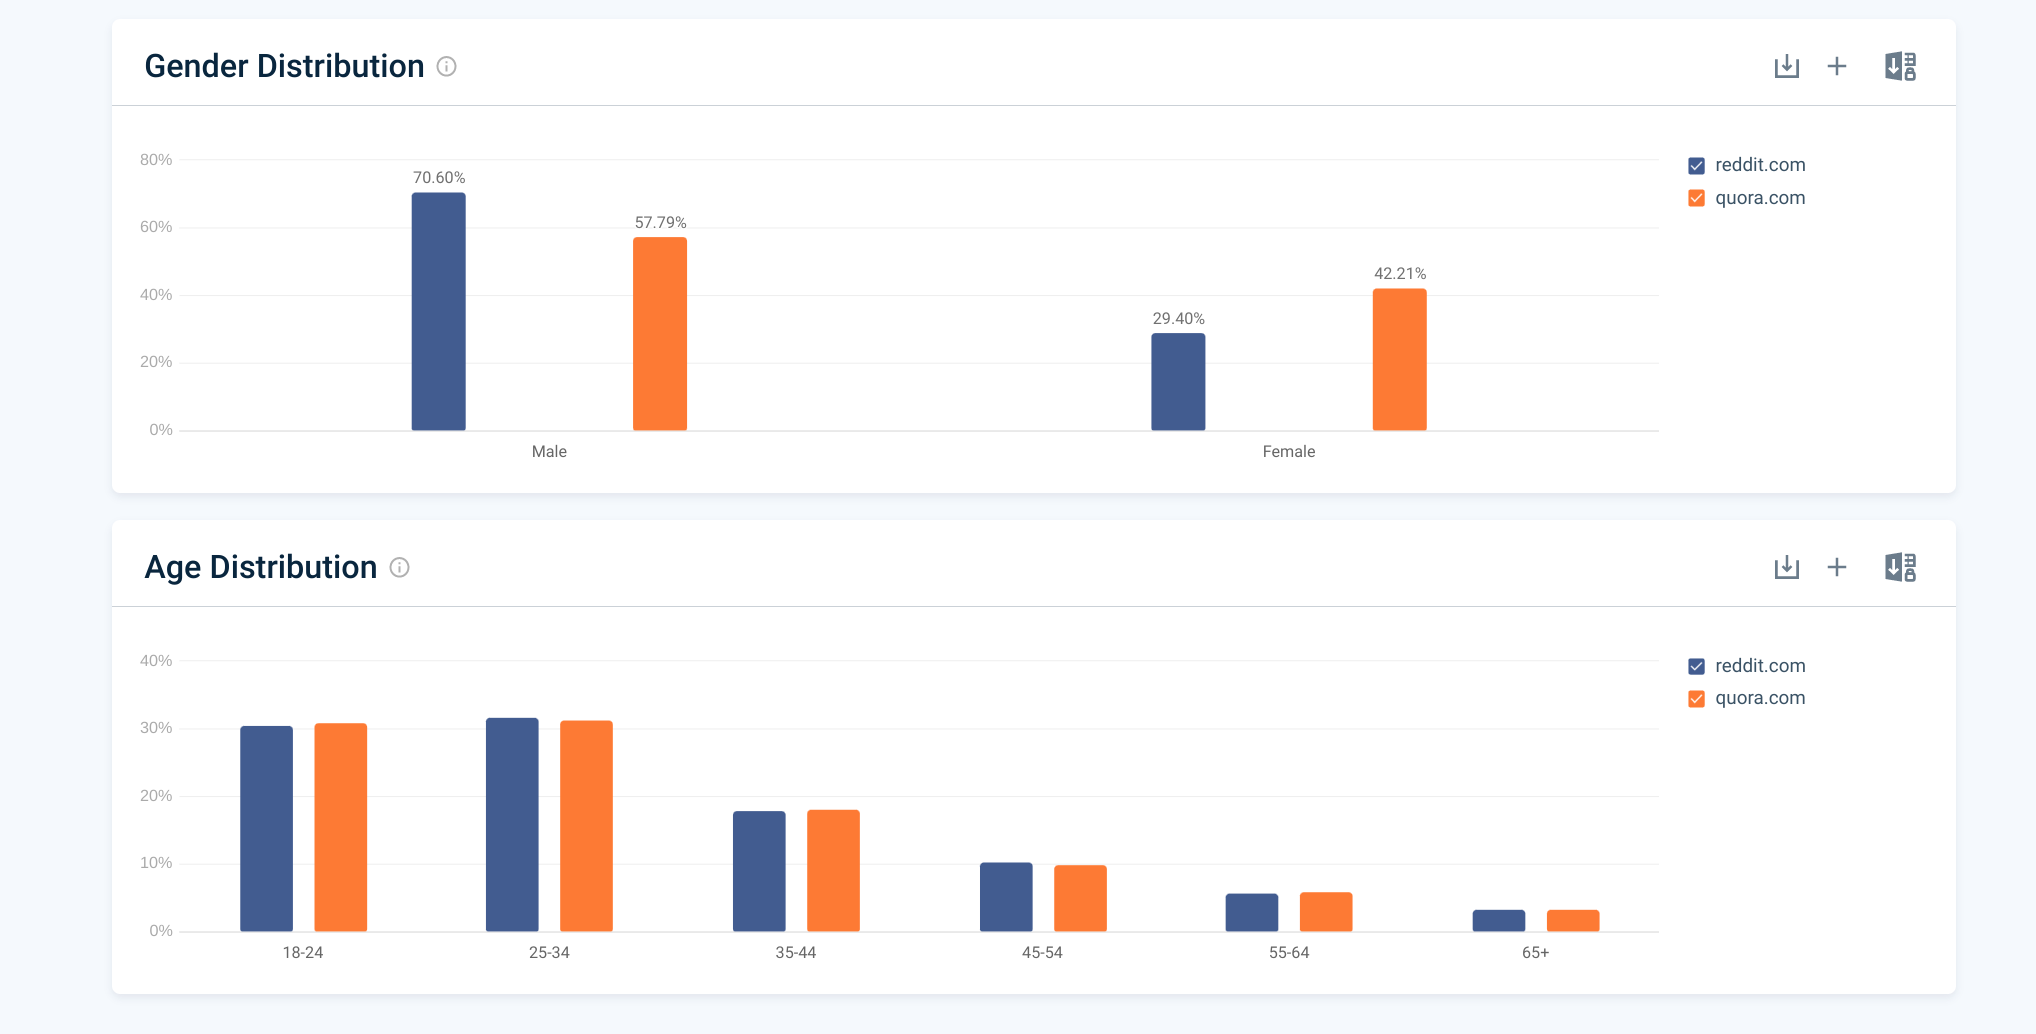 Gender Distribution
80%
60%
40%
20%
0%
70.60%
57.79%
29.40%
42.21%
Male
Female
reddit.com
quora.com
Age Distribution
40%
30%
20%
10%
0%
18-24
25-34
35-44
45-54
55-64
65+
reddit.com
quora.com